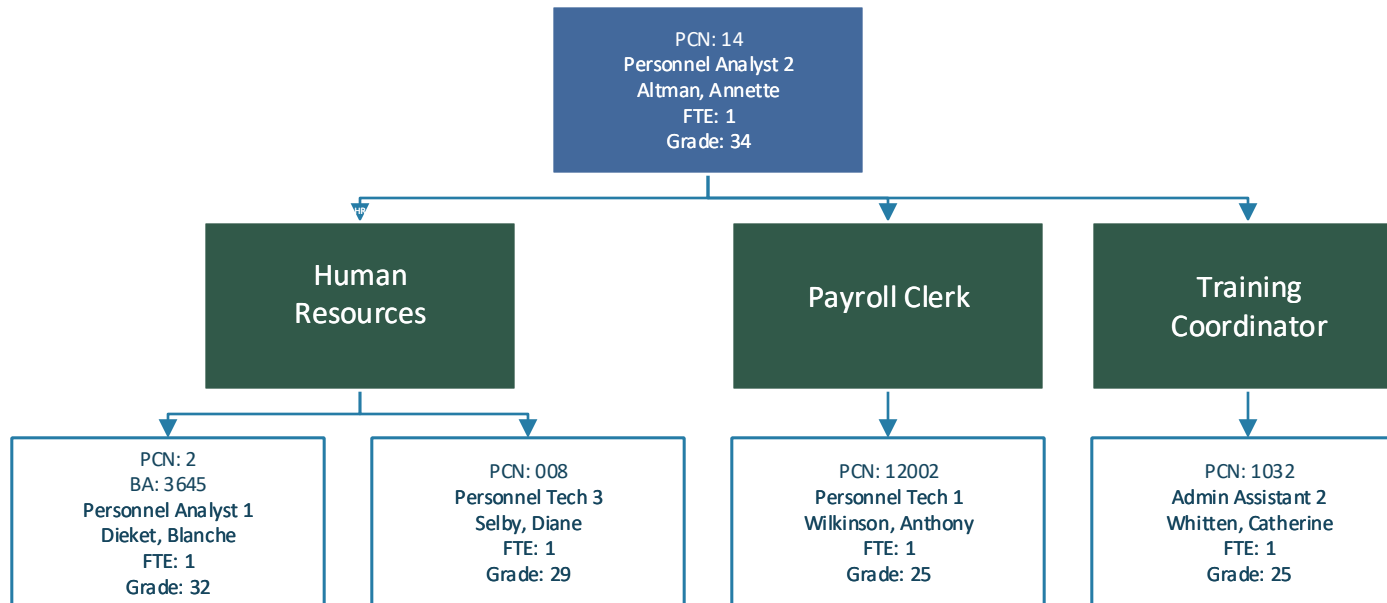 PCN: 14
Personnel Analyst 2
Altman, Annette
FTE: 1
Grade: 34
HR
Human
Resources
Payroll Clerk
Training
Coordinator
PCN: 2
BA: 3645
Personnel Analyst 1
Dieket, Blanche
FTE: 1
Grade: 32
PCN: 008
Personnel Tech 3
Selby, Diane
FTE: 1
Grade: 29
PCN: 12002
Personnel Tech 1
Wilkinson, Anthony
FTE: 1
Grade: 25
PCN: 1032
Admin Assistant 2
Whitten, Catherine
FTE: 1
Grade: 25